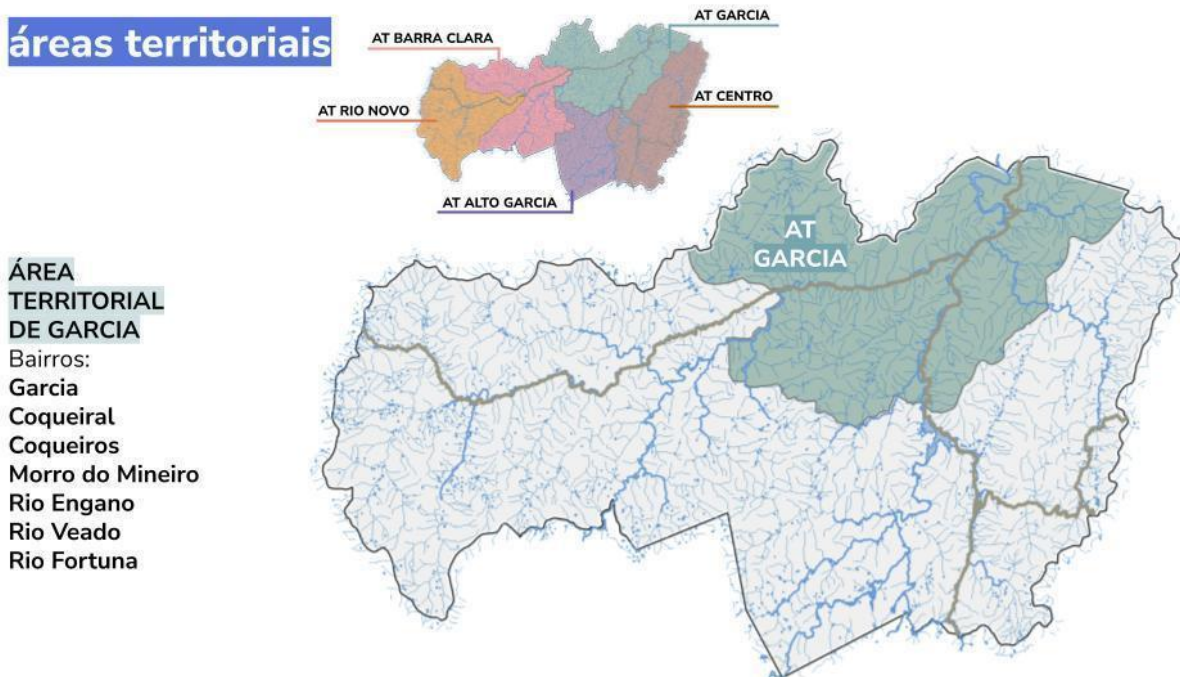 áreas territoriais
AT GARCIA
AT BARRA CLARA
AT CENTRO
AT RIO NOVO
AT ALTO GARCIA
AT
GARCIA
ÁREA
TERRITORIAL
DE GARCIA
Bairros:
Garcia
Coqueiral
Coqueiros
Morro do Mineiro
Rio Engano
Rio Veado
Rio Fortuna